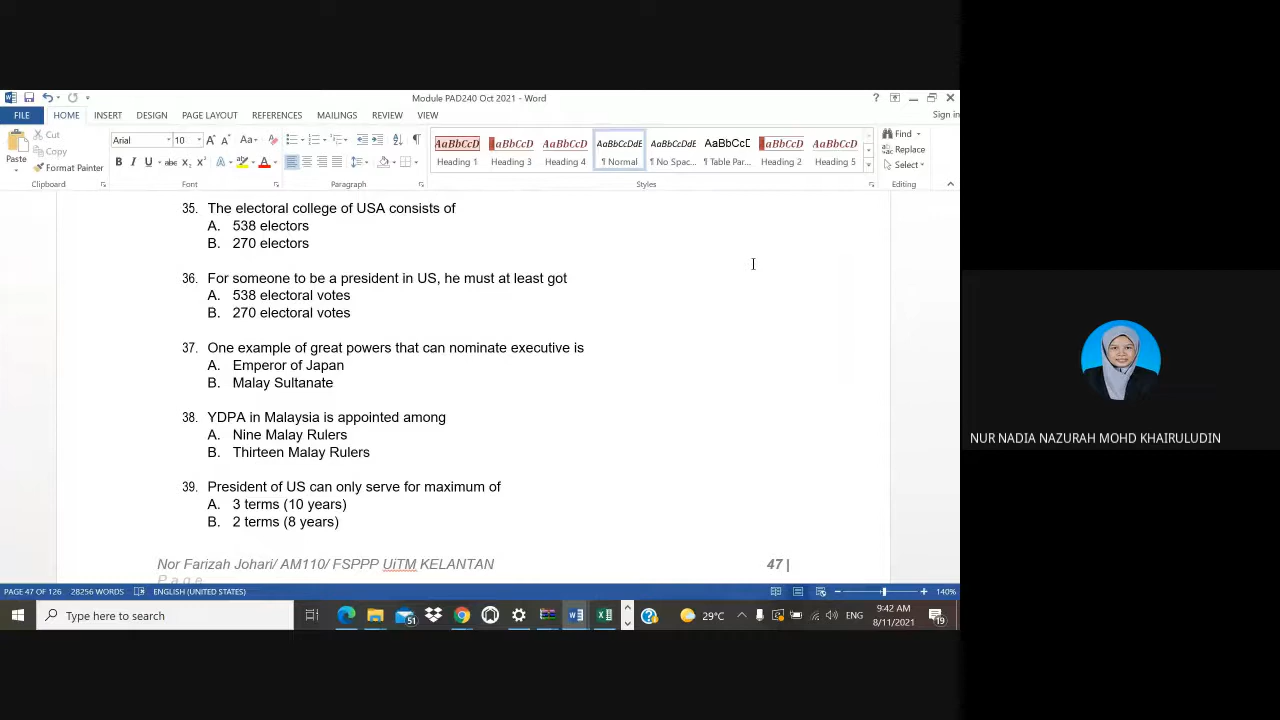 Module PAD240 Oct 2021 - Word
FILE HOME INSERT DESIGN PAGE LAYOUT REFERENCES MAILINGS REVIEW VIEW Sign in
Paste
Cut
Copy
Format Painter
Clipboard
Arial 10
Font
Paragraph
AaBbCcD AaBbCcD AaBbCcD AaBbCcDdE AaBbCcDdE AaBbCc AaBbCcD AaBbCcD
Heading 1 Heading 3 Heading 4 ¶ Normal ¶ No Spac... ¶ Table Par... Heading 2 Heading 5
Styles
Find
Replace
Select
Editing
35. The electoral college of USA consists of
A. 538 electors
B. 270 electors
36. For someone to be a president in US, he must at least got
A. 538 electoral votes
B. 270 electoral votes
37. One example of great powers that can nominate executive is
A. Emperor of Japan
B. Malay Sultanate
38. YDPA in Malaysia is appointed among
A. Nine Malay Rulers
B. Thirteen Malay Rulers
39. President of US can only serve for maximum of
A. 3 terms (10 years)
B. 2 terms (8 years)
Nor Farizah Johari/ AM110/ FSPPP UiTM KELANTAN 47 |
Page
PAGE 47 OF 126 28256 WORDS ENGLISH (UNITED STATES) 140%
Type here to search
51
29°C
ENG
9:42 AM
8/11/2021
19
NUR NADIA NAZURAH MOHD KHAIRULUDIN